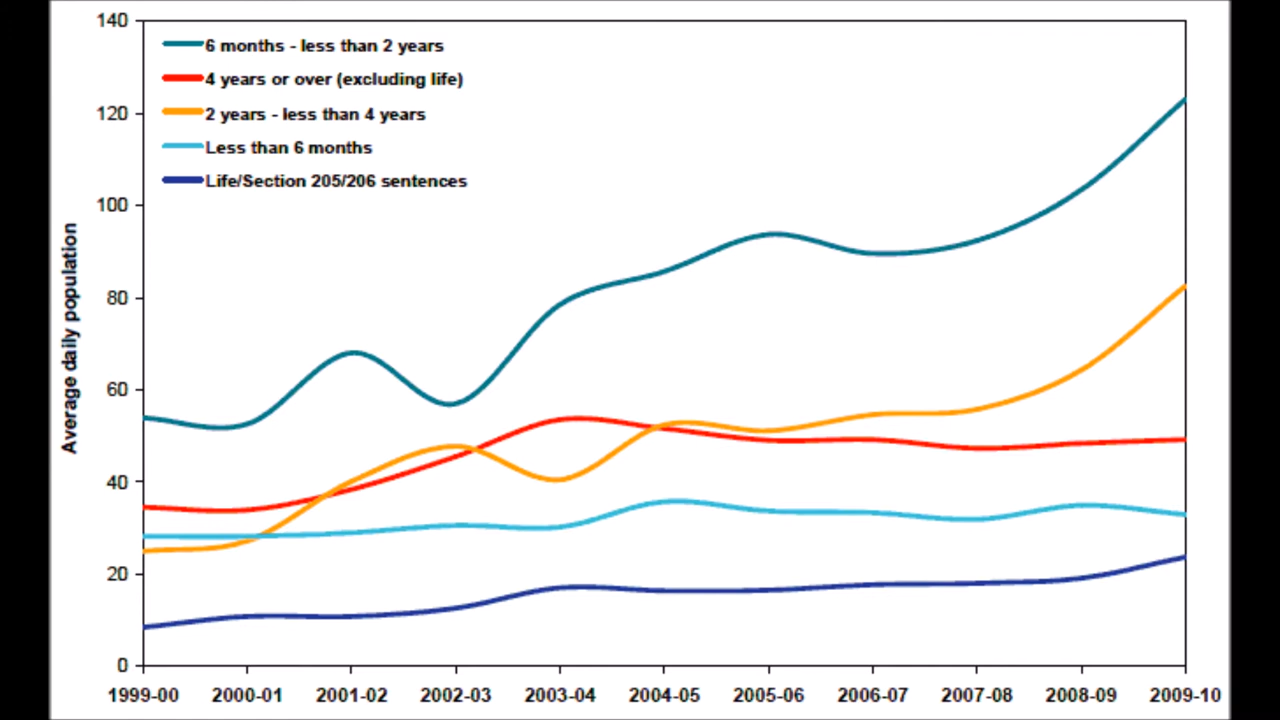 140
6 months - less than 2 years
4 years or over (excluding life)
2 years - less than 4 years
Less than 6 months
Life/Section 205/206 sentences
120
100
80
60
40
20
0
Average daily population
1999-00 2000-01 2001-02 2002-03 2003-04 2004-05 2005-06 2006-07 2007-08 2008-09 2009-10